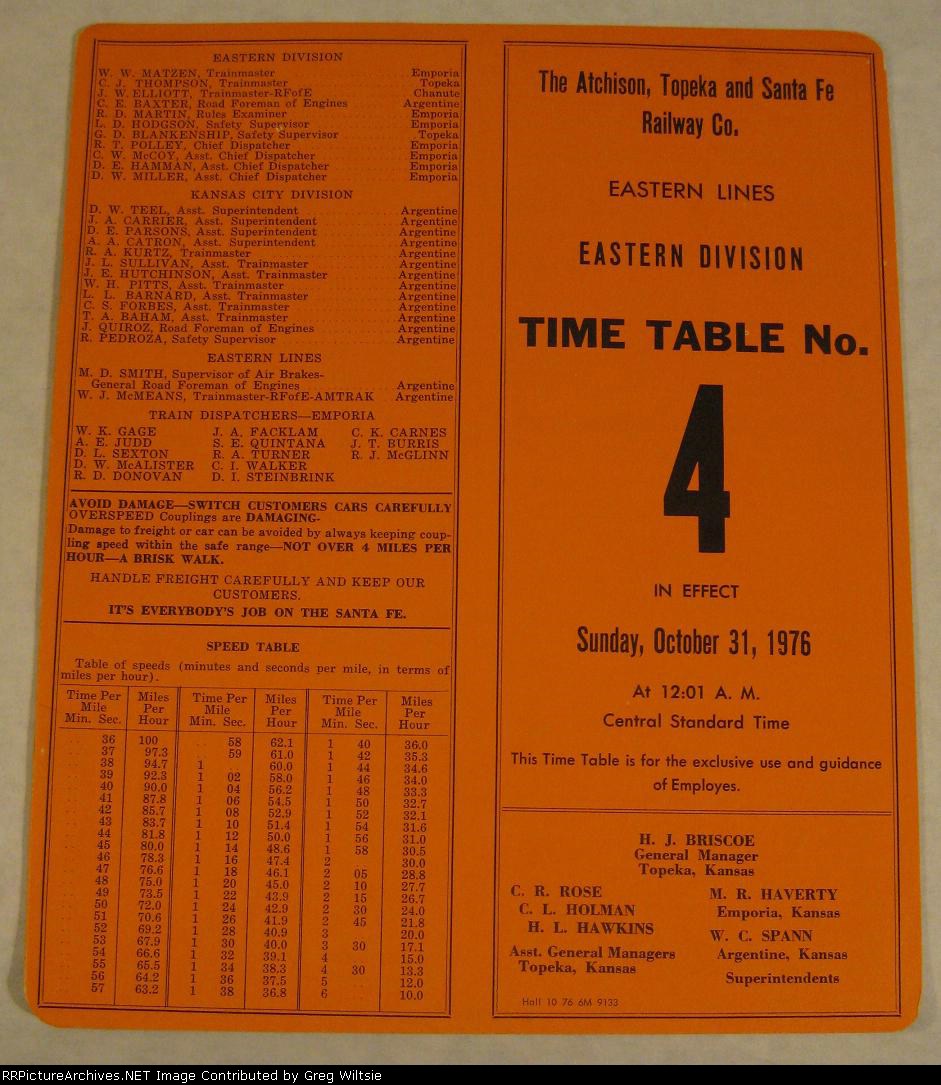 EASTERN DIVISION
W. W. MATZEN, Trainmaster Emporia
C. J. THOMPSON, Trainmaster Topeka
J. W. ELLIOTT, Trainmaster-RFofE Chanute
C. E. BAXTER, Road Foreman of Engines Argentine
R. D. MARTIN, Rules Examiner Emporia
L. D. HODGSON, Safety Supervisor Emporia
G. D. BLANKENSHIP, Safety Supervisor Topeka
R. T. POLLEY, Chief Dispatcher Emporia
C. W. McCOY, Asst. Chief Dispatcher Emporia
D. E. HAMMAN, Asst. Chief Dispatcher Emporia
D. W. MILLER, Asst. Chief Dispatcher Emporia
KANSAS CITY DIVISION
D. W. TEEL, Asst. Superintendent Argentine
J. A. CARRIER, Asst. Superintendent Argentine
D. E. PARSONS, Asst. Superintendent Argentine
A. A. CATRON, Asst. Superintendent Argentine
R. A. KURTZ, Trainmaster Argentine
J. L. SULLIVAN, Asst. Trainmaster Argentine
J. E. HUTCHINSON, Asst. Trainmaster Argentine
W. H. PITTS, Asst. Trainmaster Argentine
L. L. BARNARD, Asst. Trainmaster Argentine
C. S. FORBES, Asst. Trainmaster Argentine
T. A. BAHAM, Asst. Trainmaster Argentine
J. QUIROZ, Road Foreman of Engines Argentine
R. PEDROZA, Safety Supervisor Argentine
EASTERN LINES
M. D. SMITH, Supervisor of Air Brakes-
General Road Foreman of Engines Argentine
W. J. McMEANS, Trainmaster-RFofE-AMTRAK Argentine
TRAIN DISPATCHERS—EMPORIA
W. K. GAGE J. A. FACKLAM C. K. CARNES
A. E. JUDD S. E. QUINTANA J. T. BURRIS
D. L. SEXTON R. A. TURNER R. J. McGLINN
D. W. McALISTER C. I. WALKER
R. D. DONOVAN D. I. STEINBRINK
AVOID DAMAGE—SWITCH CUSTOMERS CARS CAREFULLY
OVERSPEED Couplings are DAMAGING-
Damage to freight or car can be avoided by always keeping coup-
ling speed within the safe range—NOT OVER 4 MILES PER
HOUR—A BRISK WALK.
HANDLE FREIGHT CAREFULLY AND KEEP OUR
CUSTOMERS.
IT'S EVERYBODY'S JOB ON THE SANTA FE.
SPEED TABLE
Table of speeds (minutes and seconds per mile, in terms of
miles per hour).
Time Per Miles Time Per Miles Time Per Miles
Mile Per Mile Per Mile Per
Min. Sec. Hour Min. Sec. Hour Min. Sec. Hour
36 100 58 62.1 1 40 36.0
37 97.3 59 61.0 1 42 35.3
38 94.7 1 60.0 1 44 34.6
39 92.3 1 02 58.0 1 46 34.0
40 90.0 1 04 56.2 1 48 33.3
41 87.8 1 06 54.5 1 50 32.7
42 85.7 1 08 52.9 1 52 32.1
43 83.7 1 10 51.4 1 54 31.6
44 81.8 1 12 50.0 1 56 31.0
45 80.0 1 14 48.6 1 58 30.5
46 78.3 1 16 47.4 2 30.0
47 76.6 1 18 46.1 2 05 28.8
48 75.0 1 20 45.0 2 10 27.7
49 73.5 1 22 43.9 2 15 26.7
50 72.0 1 24 42.9 2 30 24.0
51 70.6 1 26 41.9 2 45 21.8
52 69.2 1 28 40.9 3 20.0
53 67.9 1 30 40.0 3 30 17.1
54 66.6 1 32 39.1 4 15.0
55 65.5 1 34 38.3 4 30 13.3
56 64.2 1 36 37.5 5 12.0
57 63.2 1 38 36.8 6 10.0
The Atchison, Topeka and Santa Fe
Railway Co.
EASTERN LINES
EASTERN DIVISION
TIME TABLE No.
4
IN EFFECT
Sunday, October 31, 1976
At 12:01 A. M.
Central Standard Time
This Time Table is for the exclusive use and guidance
of Employes.
H. J. BRISCOE
General Manager
Topeka, Kansas
C. R. ROSE
C. L. HOLMAN
H. L. HAWKINS
Asst. General Managers
Topeka, Kansas
M. R. HAVERTY
Emporia, Kansas
W. C. SPANN
Argentine, Kansas
Superintendents
Hall 10 76 6M 9133
RRPictureArchives.NET Image Contributed by Greg Wiltsie